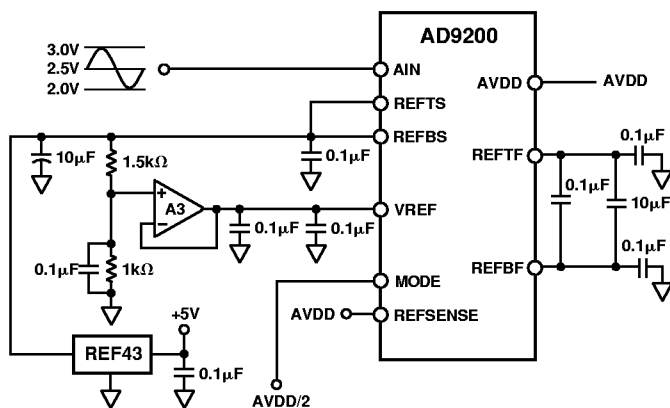 AD9200
3.0V
2.5V
2.0V
AIN
REFTS
REFBS
VREF
MODE
REFSENSE
AVDD
AVDD
REFTF
REFBF
10µF
1.5kΩ
0.1µF
A3
+
−
0.1µF
0.1µF
0.1µF
1kΩ
AVDD
+5V
REF43
0.1µF
AVDD/2
0.1µF
0.1µF
10µF
0.1µF